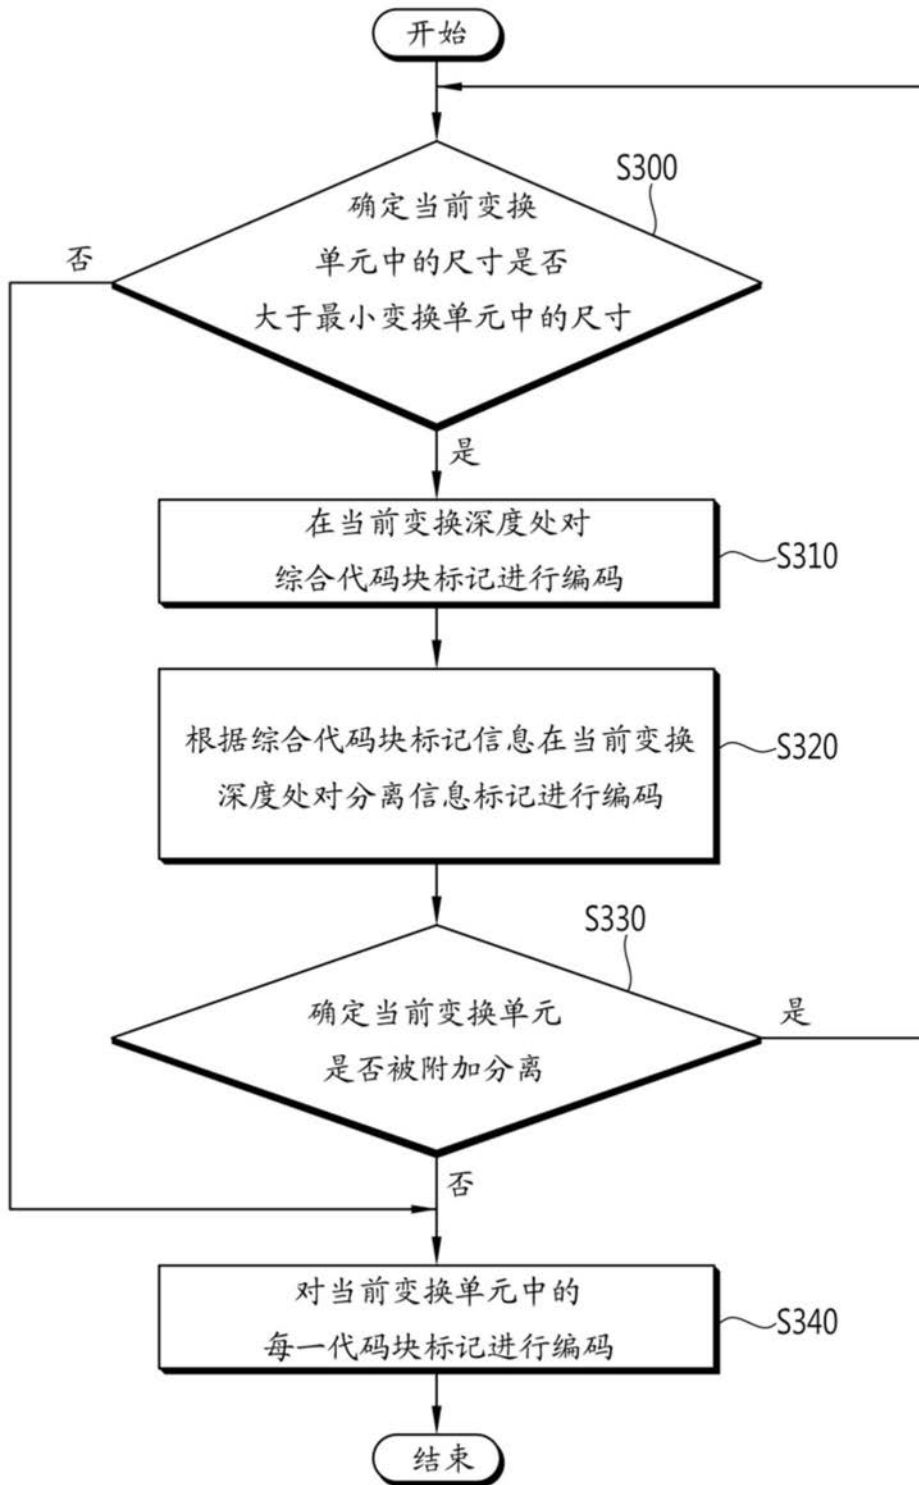 开始
S300
确定当前变换
单元中的尺寸是否
大于最小变换单元中的尺寸
否
是
在当前变换深度处对
综合代码块标记进行编码
S310
根据综合代码块标记信息在当前变换
深度处对分离信息标记进行编码
S320
S330
确定当前变换单元
是否被附加分离
是
否
对当前变换单元中的
每一代码块标记进行编码
S340
结束